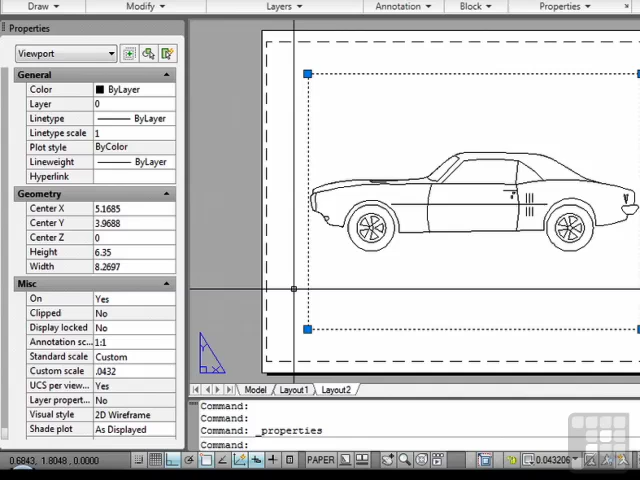 Draw Modify Layers Annotation Block Properties
Properties
Viewport
General
Color ByLayer
Layer 0
Linetype ByLayer
Linetype scale 1
Plot style ByColor
Lineweight ByLayer
Hyperlink
Geometry
Center X 5.1685
Center Y 3.9688
Center Z 0
Height 6.35
Width 8.2697
Misc
On Yes
Clipped No
Display locked No
Annotation sc... 1:1
Standard scale Custom
Custom scale .0432
UCS per view... Yes
Layer propert... No
Visual style 2D Wireframe
Shade plot As Displayed
Y
X
Model Layout1 Layout2
Command:
Command:
Command: _properties
Command:
0.6843, 1.8048, 0.0000 PAPER 0.043206